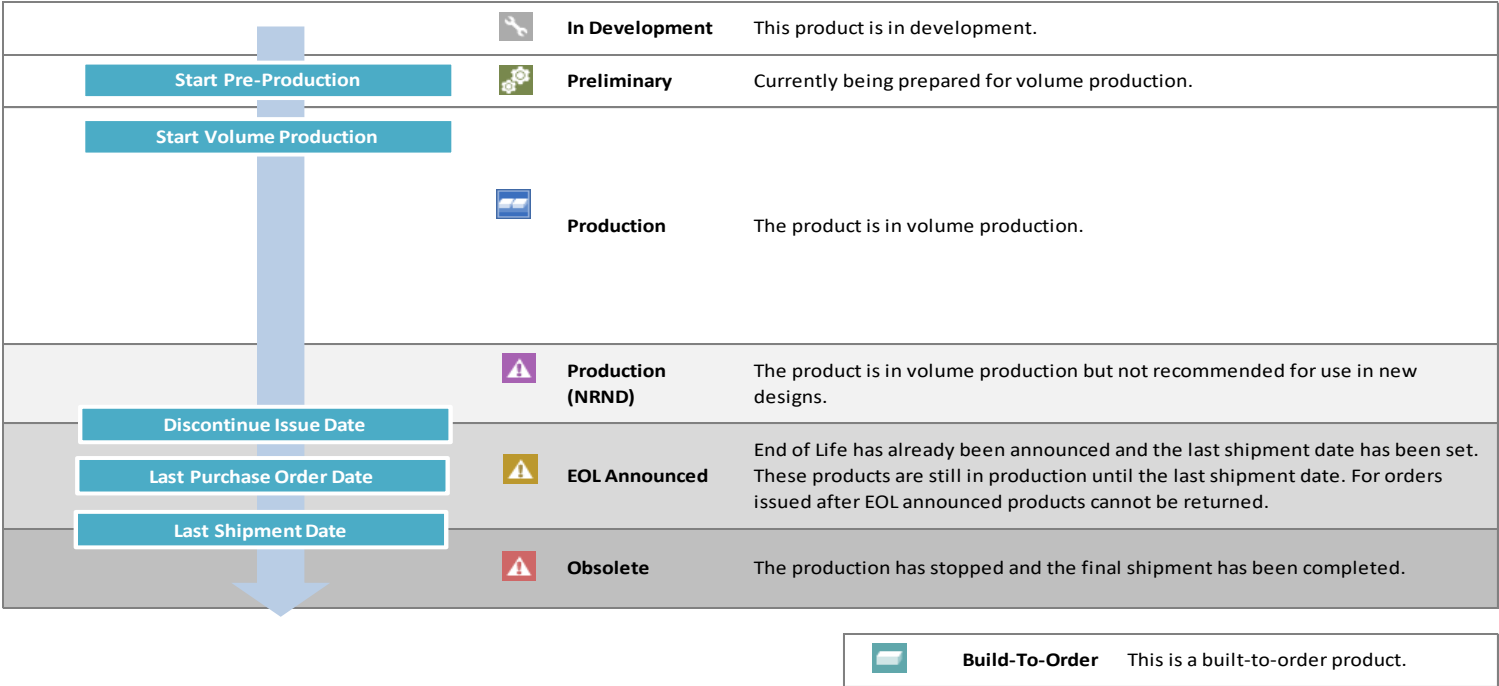 In Development This product is in development.
Start Pre-Production Preliminary Currently being prepared for volume production.
Start Volume Production
Production The product is in volume production.
Production The product is in volume production but not recommended for use in new
(NRND) designs.
Discontinue Issue Date
End of Life has already been announced and the last shipment date has been set.
Last Purchase Order Date EOL Announced These products are still in production until the last shipment date. For orders
issued after EOL announced products cannot be returned.
Last Shipment Date
Obsolete The production has stopped and the final shipment has been completed.
Build-To-Order This is a built-to-order product.